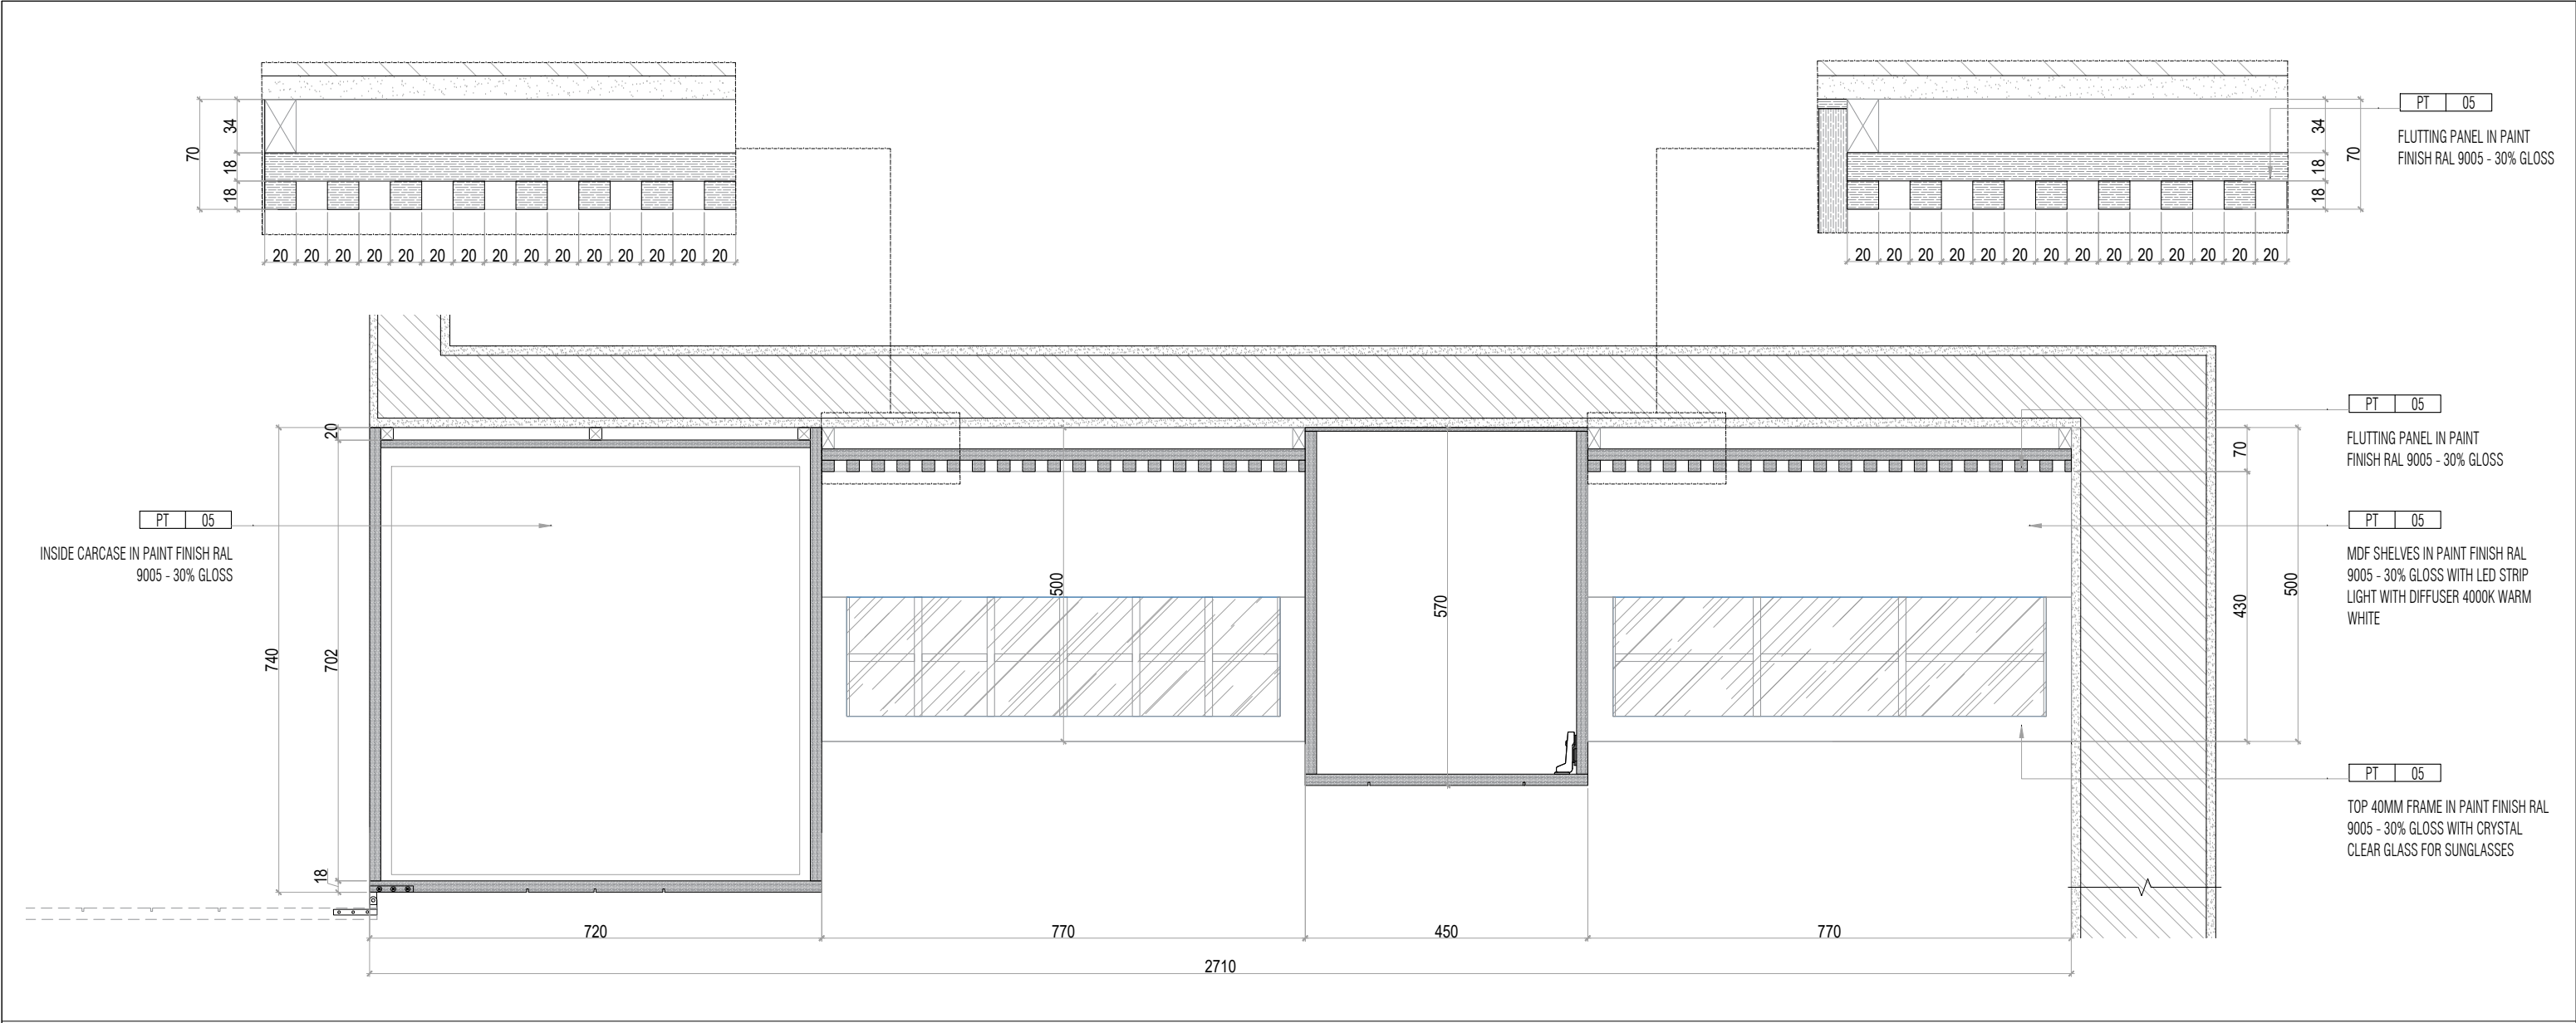 PT 05
FLUTTING PANEL IN PAINT
FINISH RAL 9005 - 30% GLOSS
34
18
18
70
34
18
18
70
20 20 20 20 20 20 20 20 20 20 20 20 20 20 20
20 20 20 20 20 20 20 20 20 20 20 20 20 20
PT 05
FLUTTING PANEL IN PAINT
FINISH RAL 9005 - 30% GLOSS
20
70
PT 05
INSIDE CARCASE IN PAINT FINISH RAL
9005 - 30% GLOSS
PT 05
MDF SHELVES IN PAINT FINISH RAL
9005 - 30% GLOSS WITH LED STRIP
LIGHT WITH DIFFUSER 4000K WARM
WHITE
500
570
430
500
740
702
PT 05
TOP 40MM FRAME IN PAINT FINISH RAL
9005 - 30% GLOSS WITH CRYSTAL
CLEAR GLASS FOR SUNGLASSES
18
720
770
450
770
2710